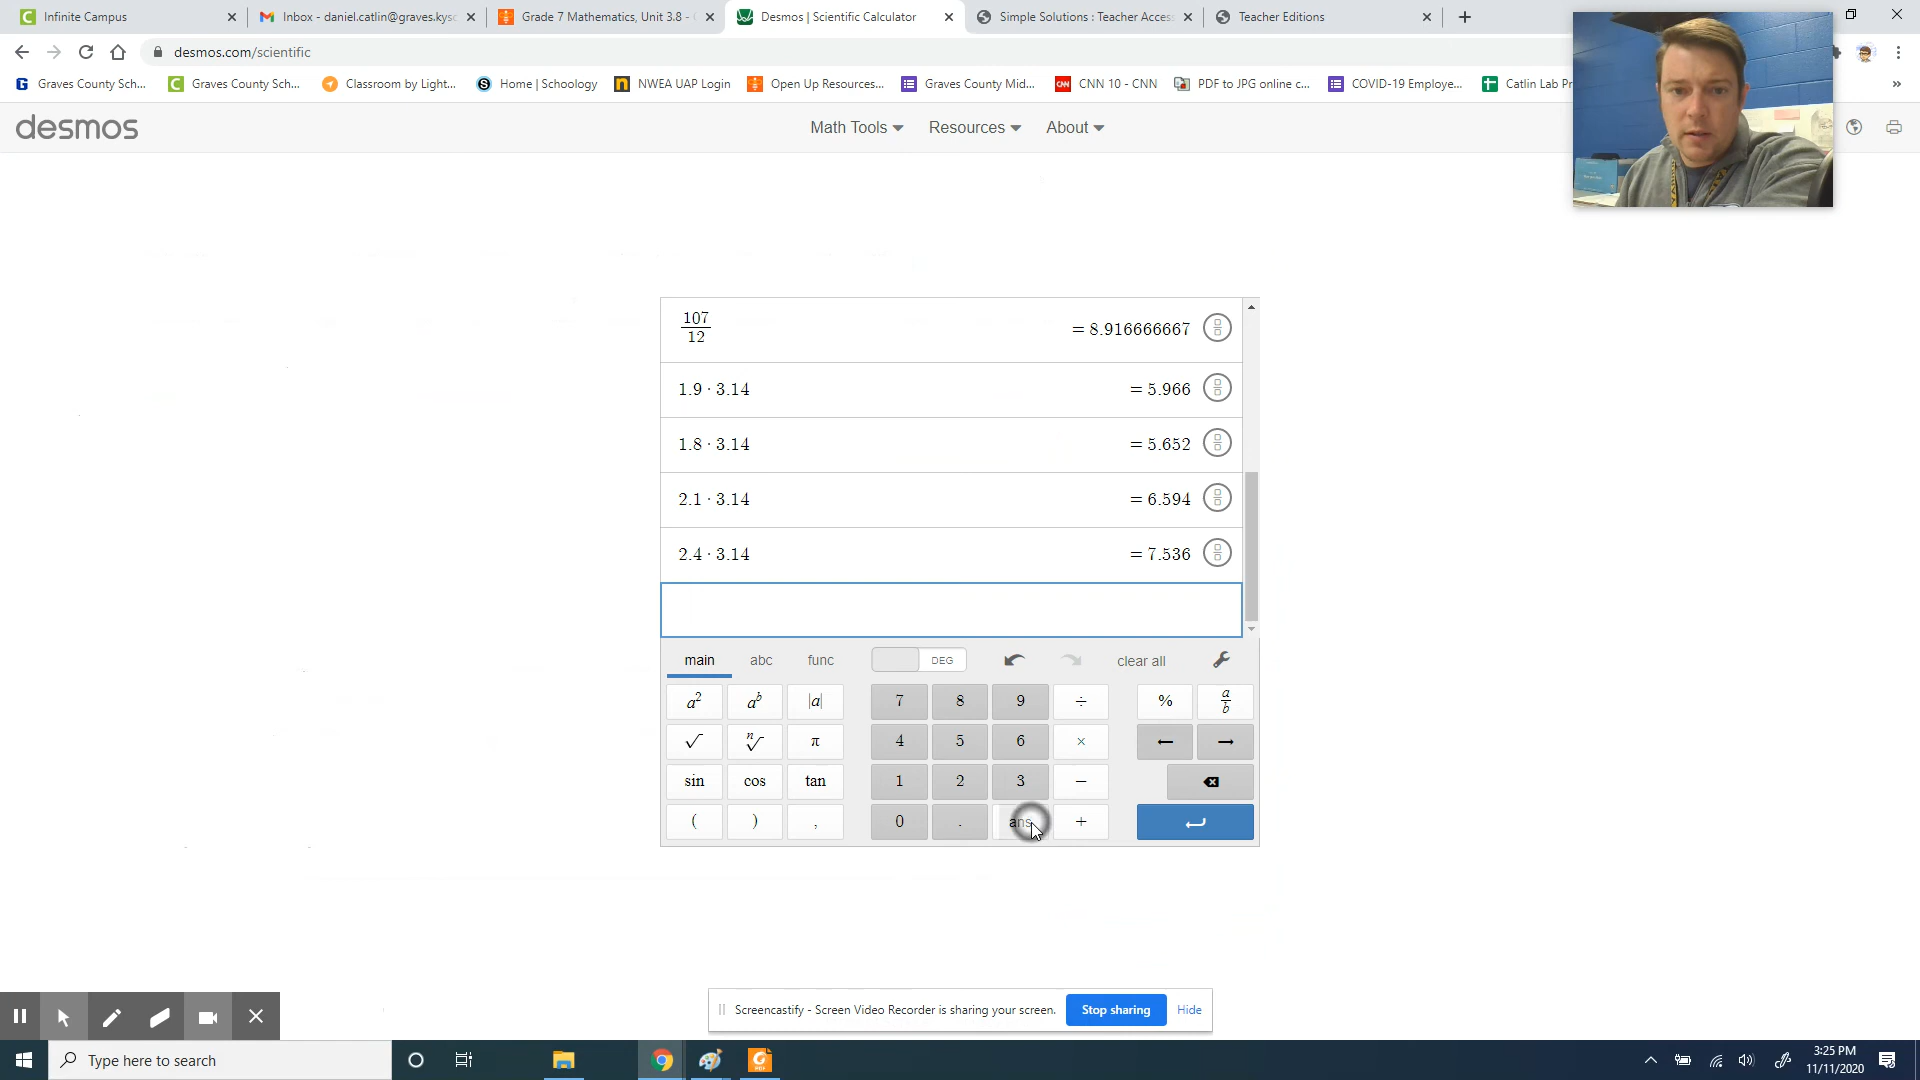 Infinite Campus
Inbox - daniel.catlin@graves.kysc
Grade 7 Mathematics, Unit 3.8 -
Desmos | Scientific Calculator
Simple Solutions : Teacher Acces
Teacher Editions
desmos.com/scientific
Graves County Sch...
Graves County Sch...
Classroom by Light...
Home | Schoology
NWEA UAP Login
Open Up Resources...
Graves County Mid...
CNN 10 - CNN
PDF to JPG online c...
COVID-19 Employe...
Catlin Lab Pr
»
desmos
Math Tools
Resources
About
107
12
= 8.916666667
1.9 · 3.14 = 5.966
1.8 · 3.14 = 5.652
2.1 · 3.14 = 6.594
2.4 · 3.14 = 7.536
main abc func DEG clear all
a² aᵇ |a| 7 8 9 ÷ % a/b
√ ⁿ√ π 4 5 6 × ← →
sin cos tan 1 2 3 −
( ) , 0 . ans +
Screencastify - Screen Video Recorder is sharing your screen.
Stop sharing
Hide
Type here to search
3:25 PM
11/11/2020